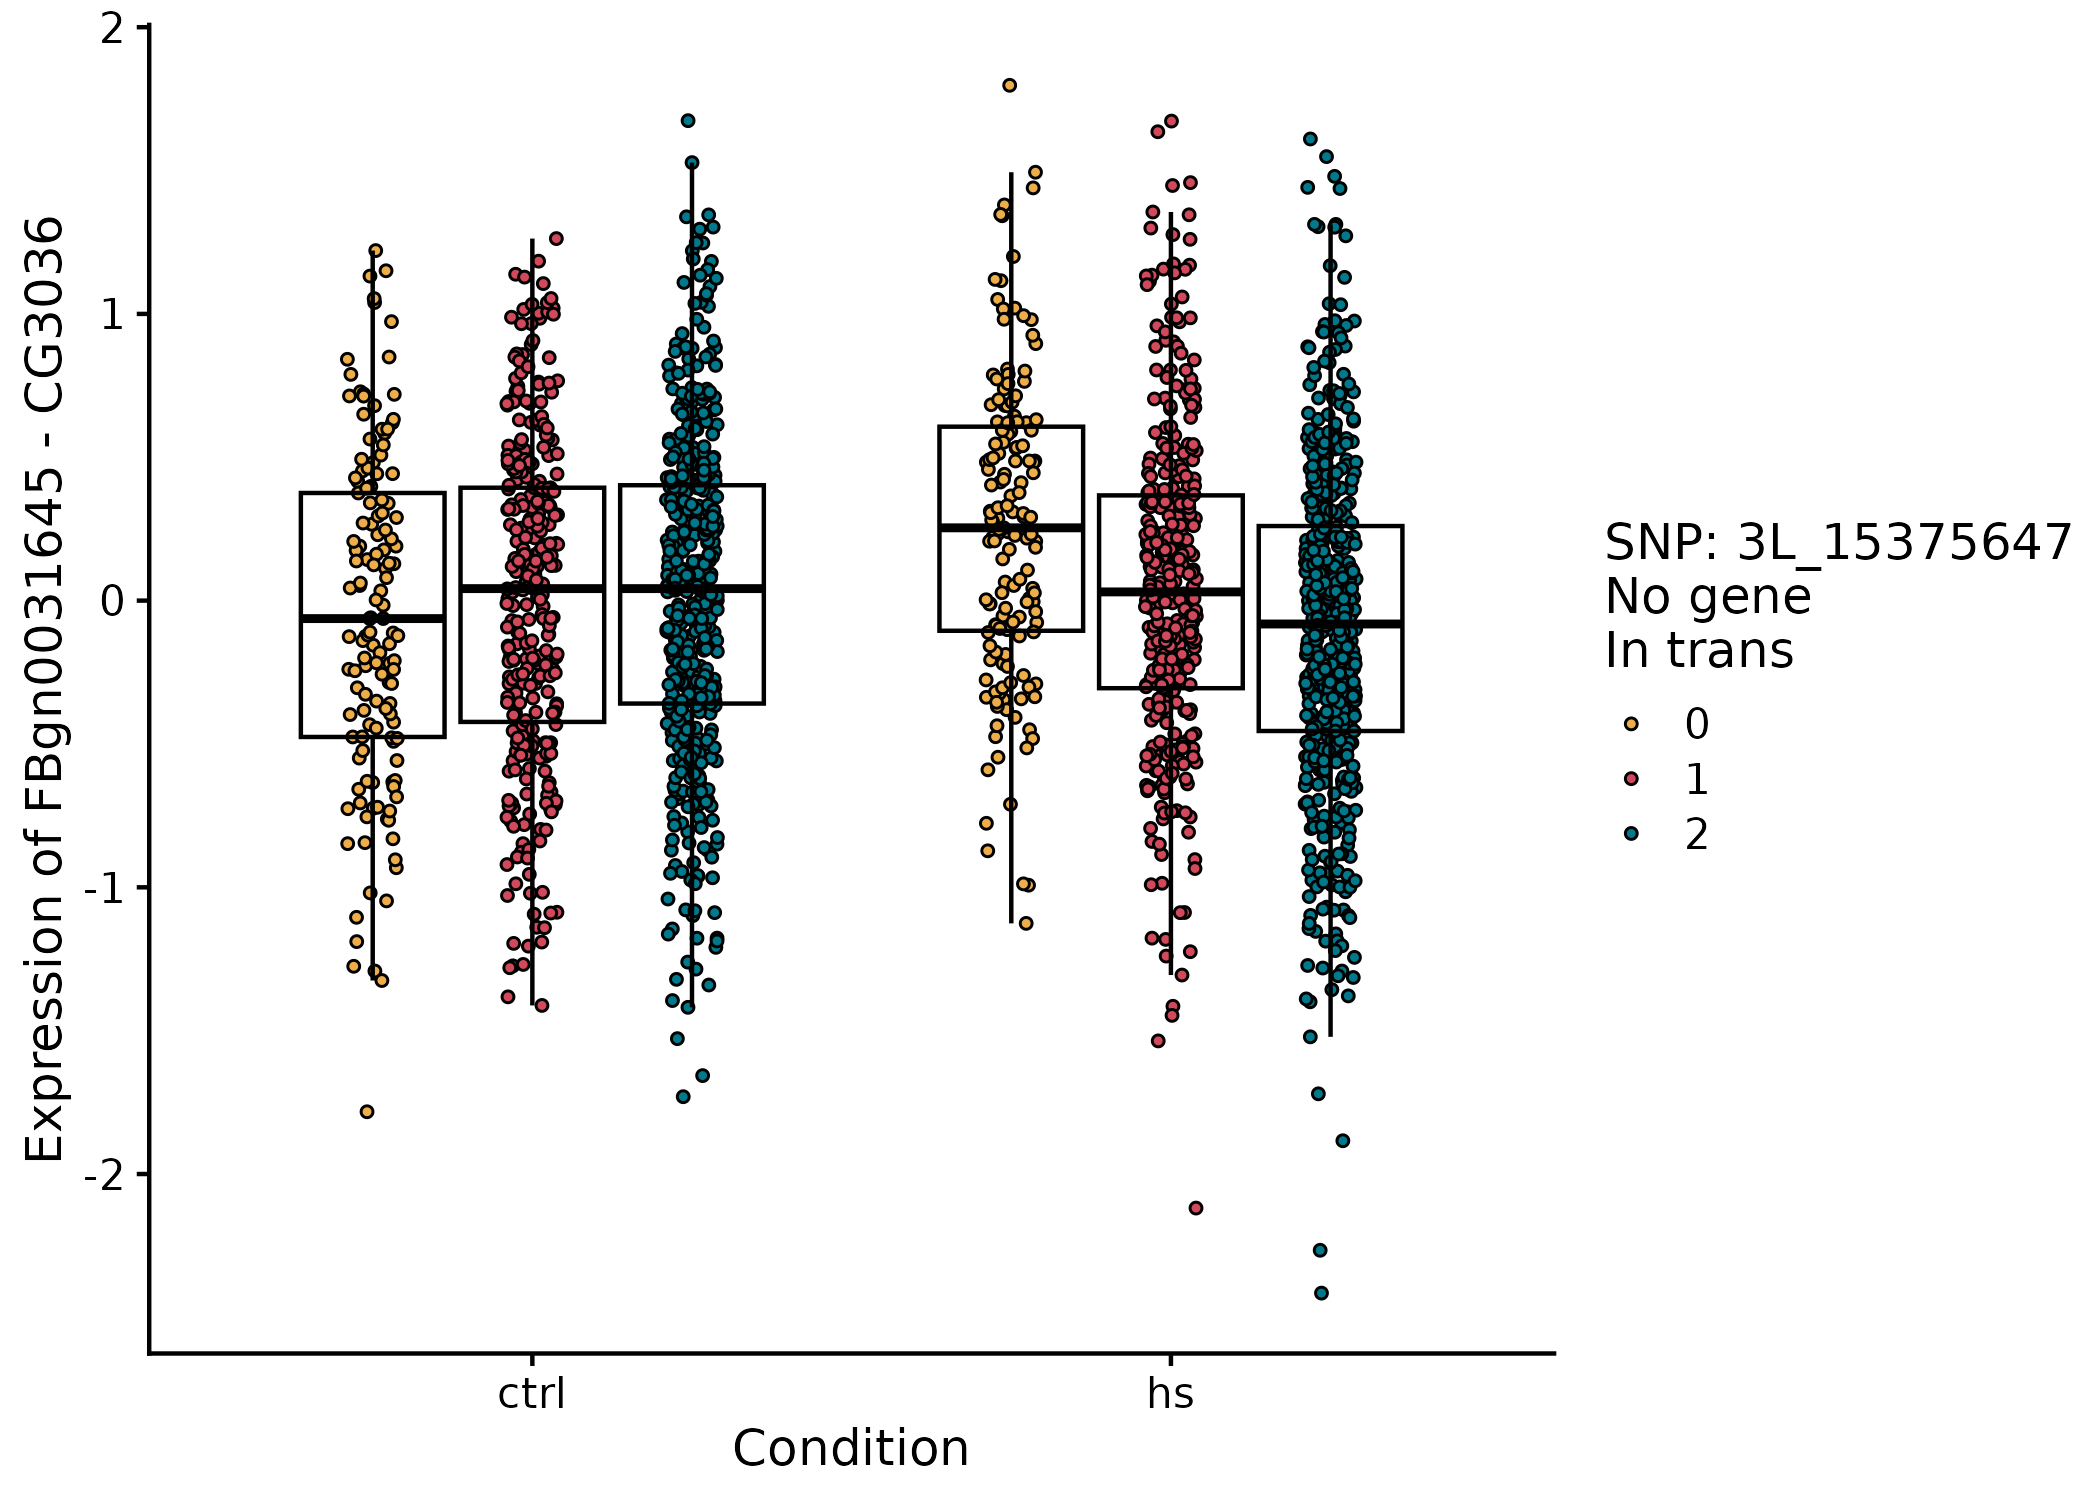 Expression of FBgn0031645 - CG3036
2
1
0
-1
-2
ctrl
hs
Condition
SNP: 3L_15375647
No gene
In trans
0
1
2